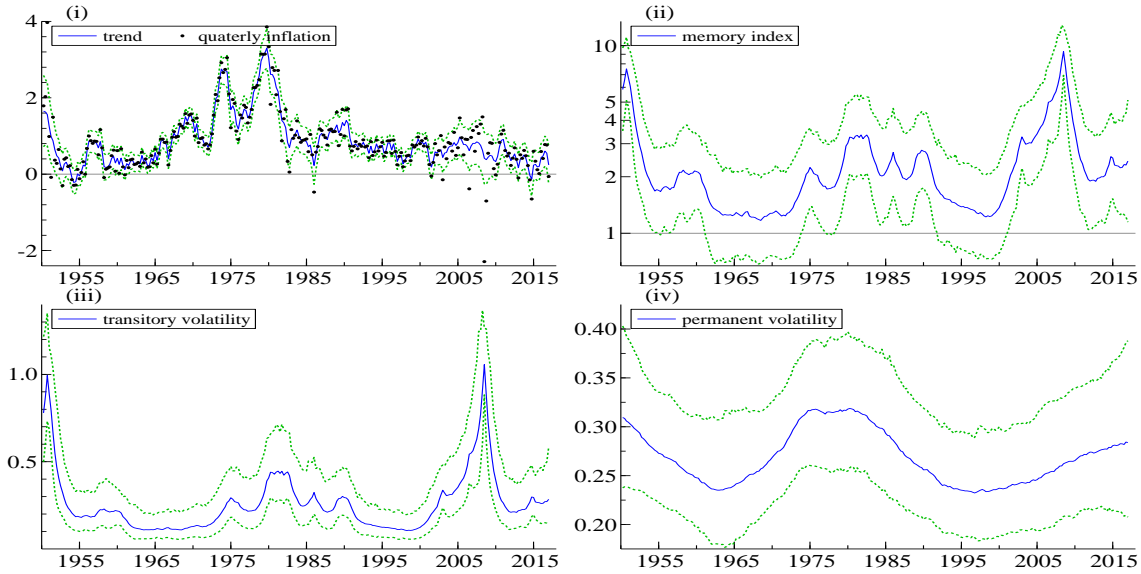 (i)
trend quaterly inflation
4
2
0
-2
1955 1965 1975 1985 1995 2005 2015
(ii)
memory index
10
5
4
3
2
1
1955 1965 1975 1985 1995 2005 2015
(iii)
transitory volatility
1.0
0.5
1955 1965 1975 1985 1995 2005 2015
(iv)
permanent volatility
0.40
0.35
0.30
0.25
0.20
1955 1965 1975 1985 1995 2005 2015